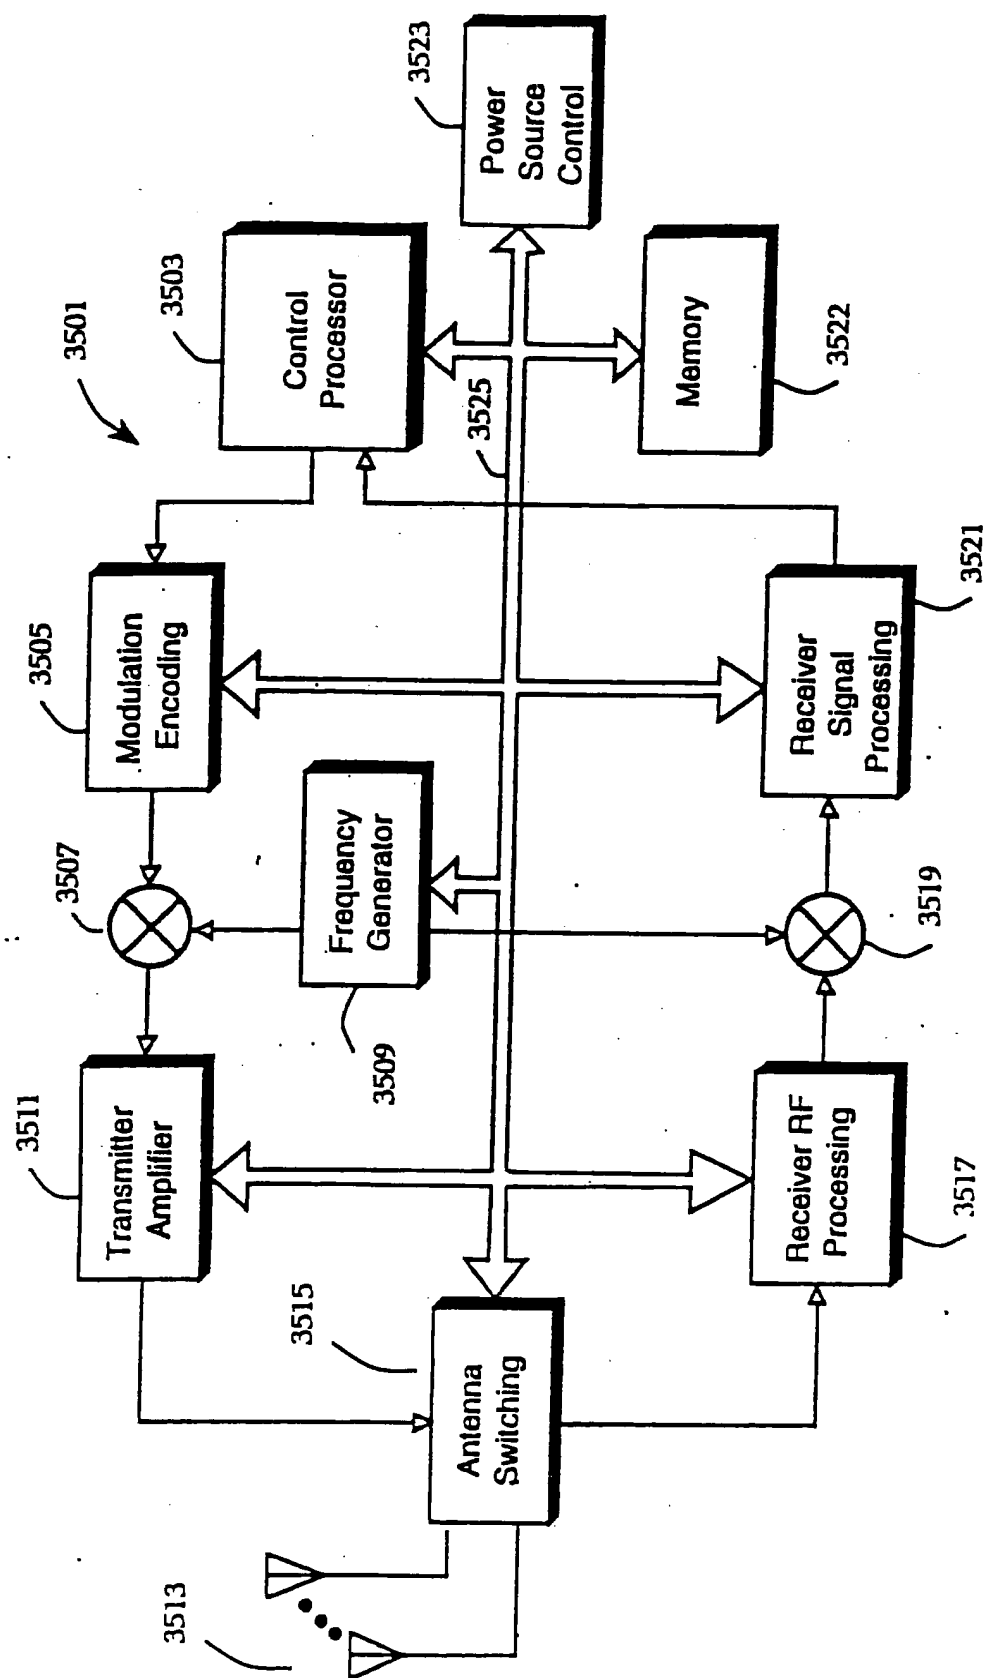 3501
3503
Control
Processor
3523
Power
Source
Control
3505
Modulation
Encoding
3525
Memory
3522
3507
Frequency
Generator
3509
3521
Receiver
Signal
Processing
3519
3511
Transmitter
Amplifier
3515
Antenna
Switching
3513
Receiver RF
Processing
3517